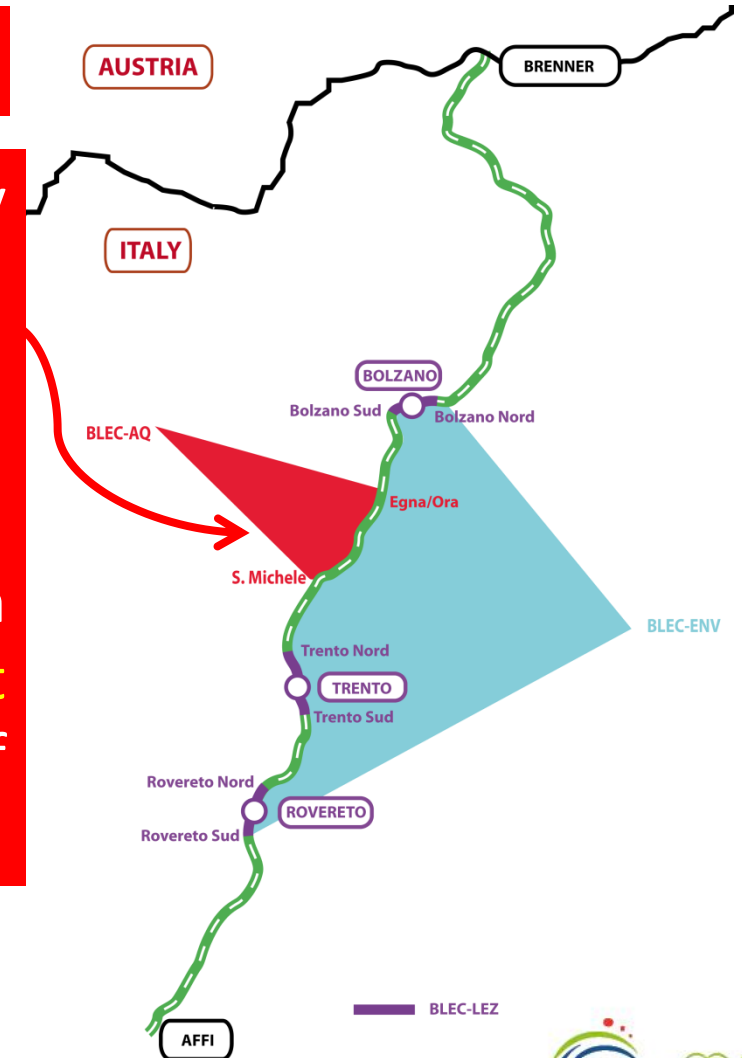 AUSTRIA
BRENNER
ITALY
BOLZANO
Bolzano Sud
Bolzano Nord
BLEC-AQ
Egna/Ora
S. Michele
BLEC-ENV
Trento Nord
TRENTO
Trento Sud
Rovereto Nord
ROVERETO
Rovereto Sud
BLEC-LEZ
AFFI